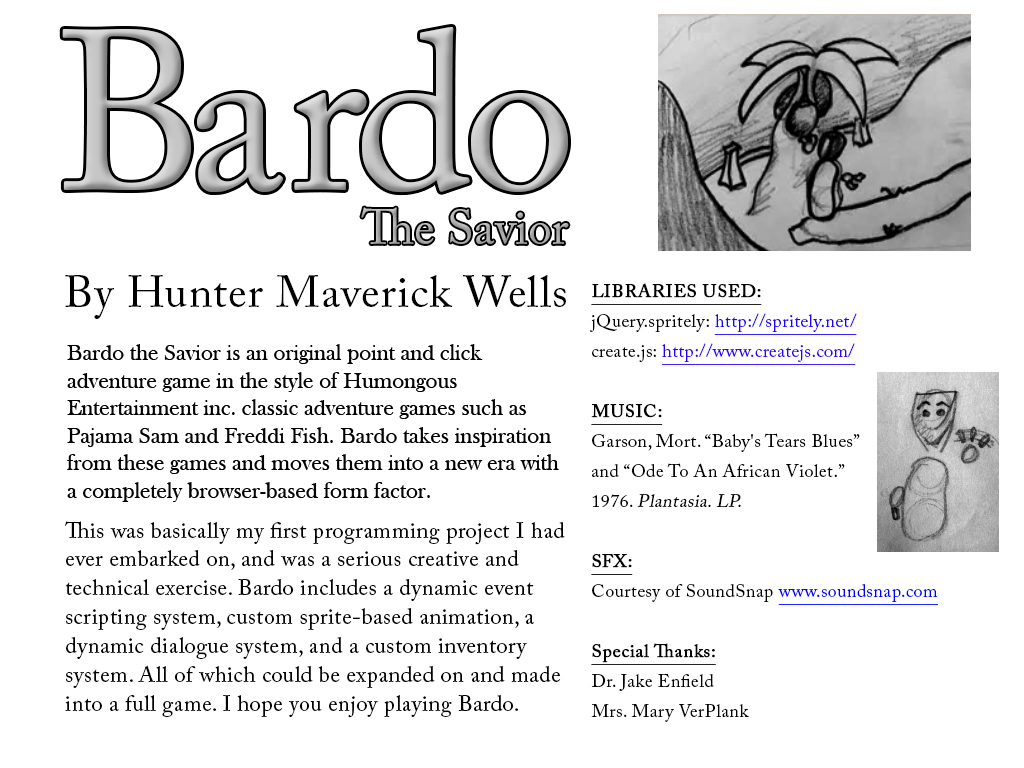 Bardo
The Savior
By Hunter Maverick Wells
Bardo the Savior is an original point and click
adventure game in the style of Humongous
Entertainment inc. classic adventure games such as
Pajama Sam and Freddi Fish. Bardo takes inspiration
from these games and moves them into a new era with
a completely browser-based form factor.
This was basically my first programming project I had
ever embarked on, and was a serious creative and
technical exercise. Bardo includes a dynamic event
scripting system, custom sprite-based animation, a
dynamic dialogue system, and a custom inventory
system. All of which could be expanded on and made
into a full game. I hope you enjoy playing Bardo.
LIBRARIES USED:
jQuery.spritely: http://spritely.net/
create.js: http://www.createjs.com/
MUSIC:
Garson, Mort. “Baby's Tears Blues”
and “Ode To An African Violet.”
1976. Plantasia. LP.
SFX:
Courtesy of SoundSnap www.soundsnap.com
Special Thanks:
Dr. Jake Enfield
Mrs. Mary VerPlank